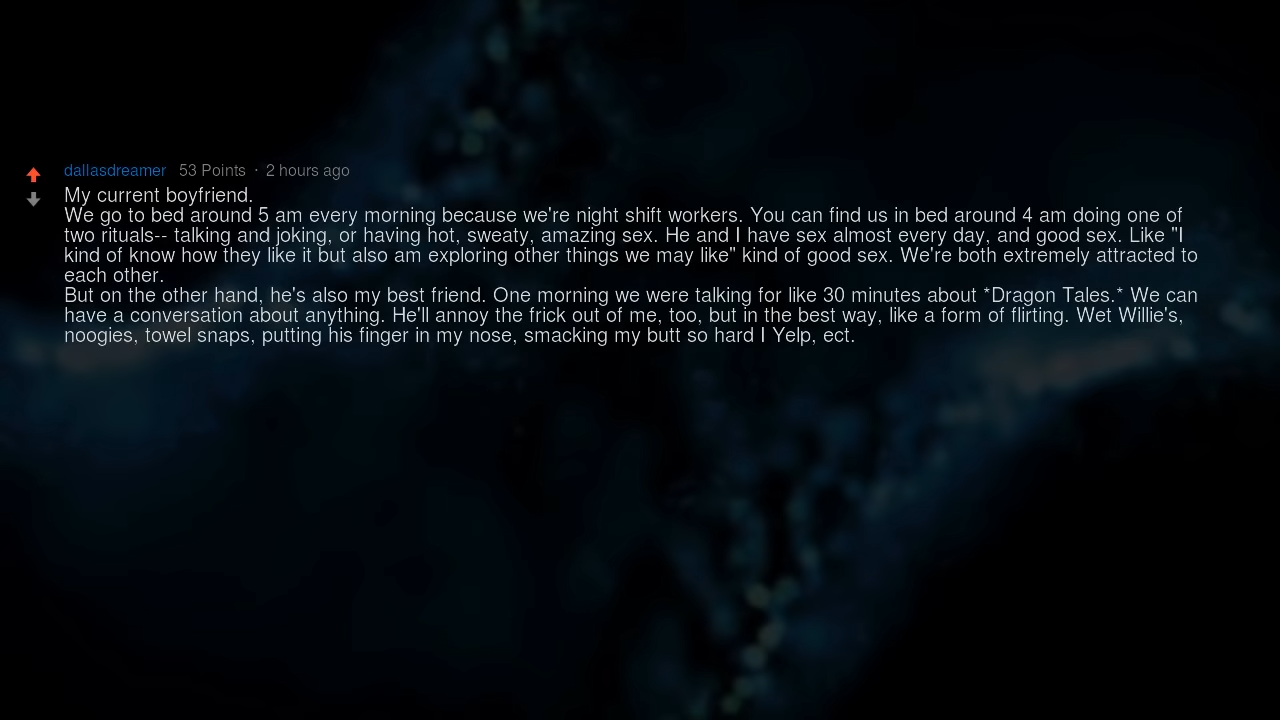 dallasdreamer 53 Points · 2 hours ago
My current boyfriend.
We go to bed around 5 am every morning because we're night shift workers. You can find us in bed around 4 am doing one of
two rituals-- talking and joking, or having hot, sweaty, amazing sex. He and I have sex almost every day, and good sex. Like "I
kind of know how they like it but also am exploring other things we may like" kind of good sex. We're both extremely attracted to
each other.
But on the other hand, he's also my best friend. One morning we were talking for like 30 minutes about *Dragon Tales.* We can
have a conversation about anything. He'll annoy the frick out of me, too, but in the best way, like a form of flirting. Wet Willie's,
noogies, towel snaps, putting his finger in my nose, smacking my butt so hard I Yelp, ect.